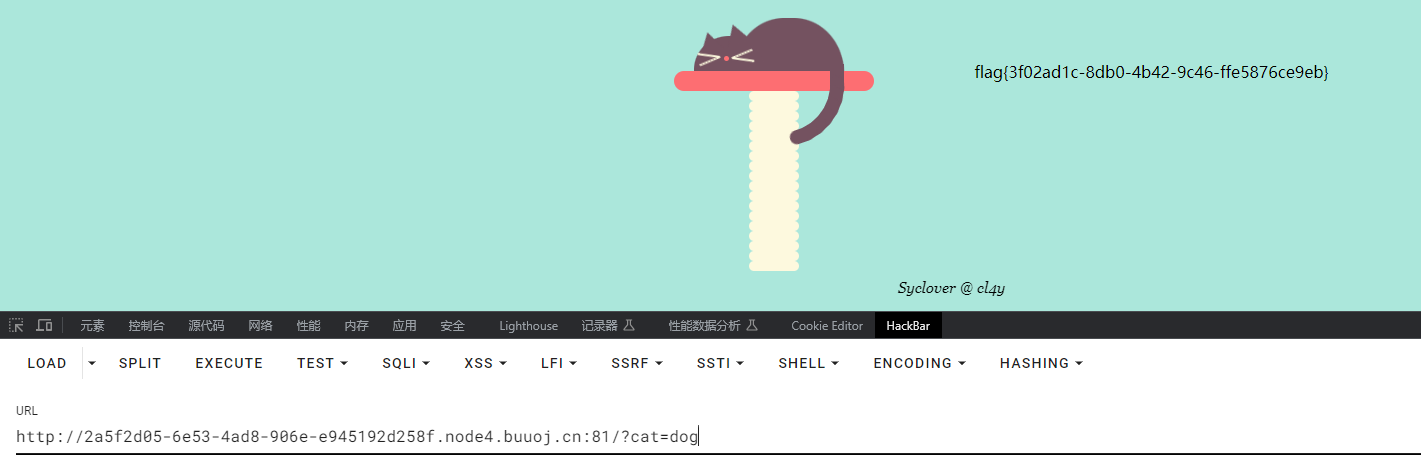 flag{3f02ad1c-8db0-4b42-9c46-ffe5876ce9eb}
Syclover @ cl4y
元素 控制台 源代码 网络 性能 内存 应用 安全 Lighthouse 记录器 性能数据分析 Cookie Editor HackBar
LOAD SPLIT EXECUTE TEST SQLI XSS LFI SSRF SSTI SHELL ENCODING HASHING
URL
http://2a5f2d05-6e53-4ad8-906e-e945192d258f.node4.buuoj.cn:81/?cat=dog